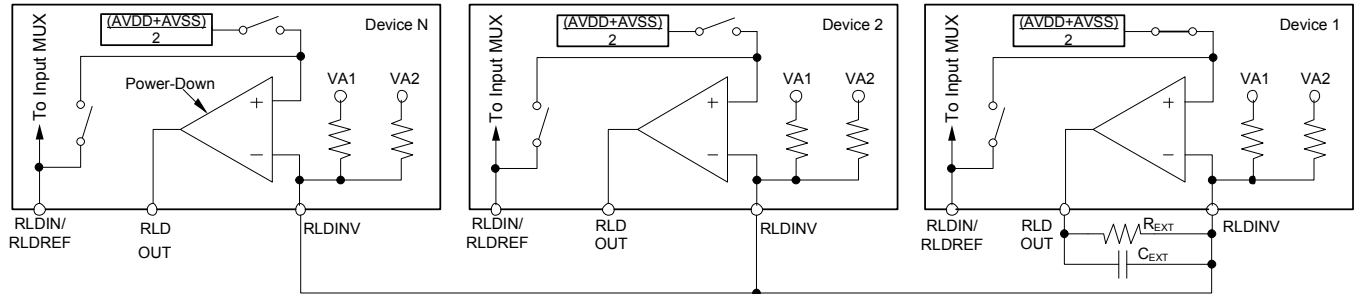 To Input MUX
(AVDD+AVSS)
2
Device N
Power-Down
VA1
VA2
+
−
RLDIN/
RLDREF
RLD
OUT
RLDINV
To Input MUX
(AVDD+AVSS)
2
Device 2
VA1
VA2
+
−
RLDIN/
RLDREF
RLD
OUT
RLDINV
To Input MUX
(AVDD+AVSS)
2
Device 1
VA1
VA2
+
−
RLDIN/
RLDREF
RLD
OUT
RLDINV
REXT
CEXT